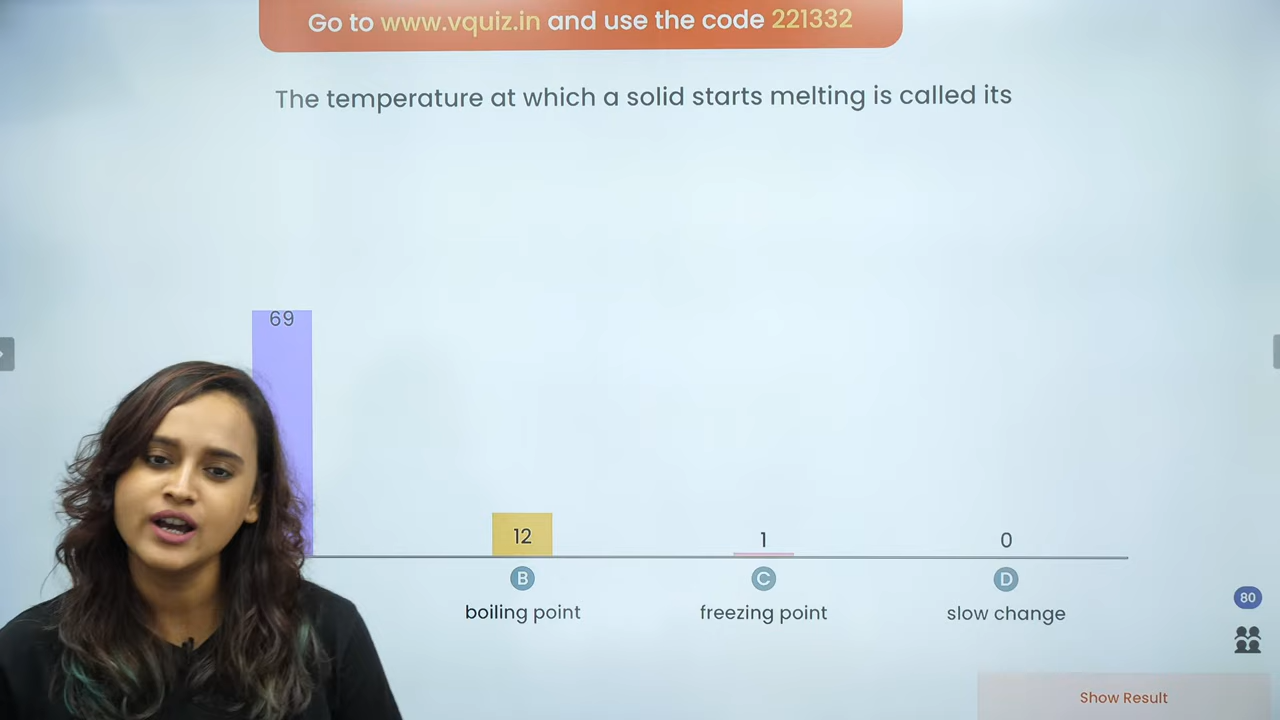 Go to www.vquiz.in and use the code 221332
The temperature at which a solid starts melting is called its
69
12
1
0
B
C
D
boiling point
freezing point
slow change
80
Show Result